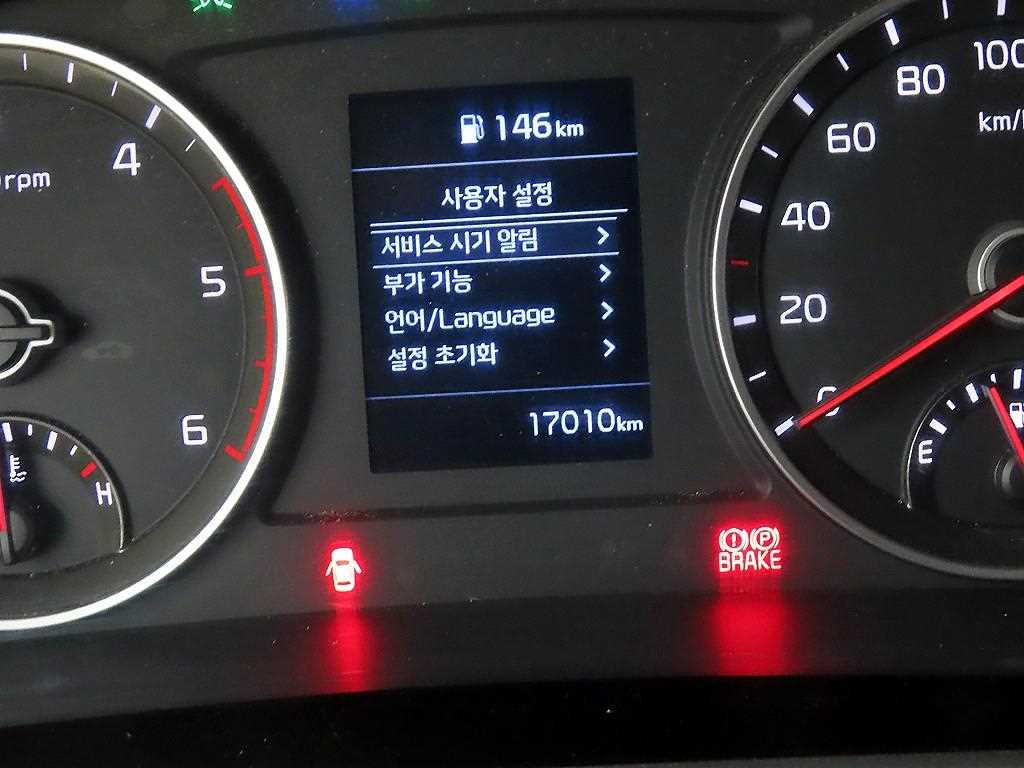 146km
사용자 설정
서비스 시기 알림 >
부가 기능 >
언어/Language >
설정 초기화 >
17010km
rpm
4
5
6
H
100
80
km/
60
40
20
0
E
BRAKE